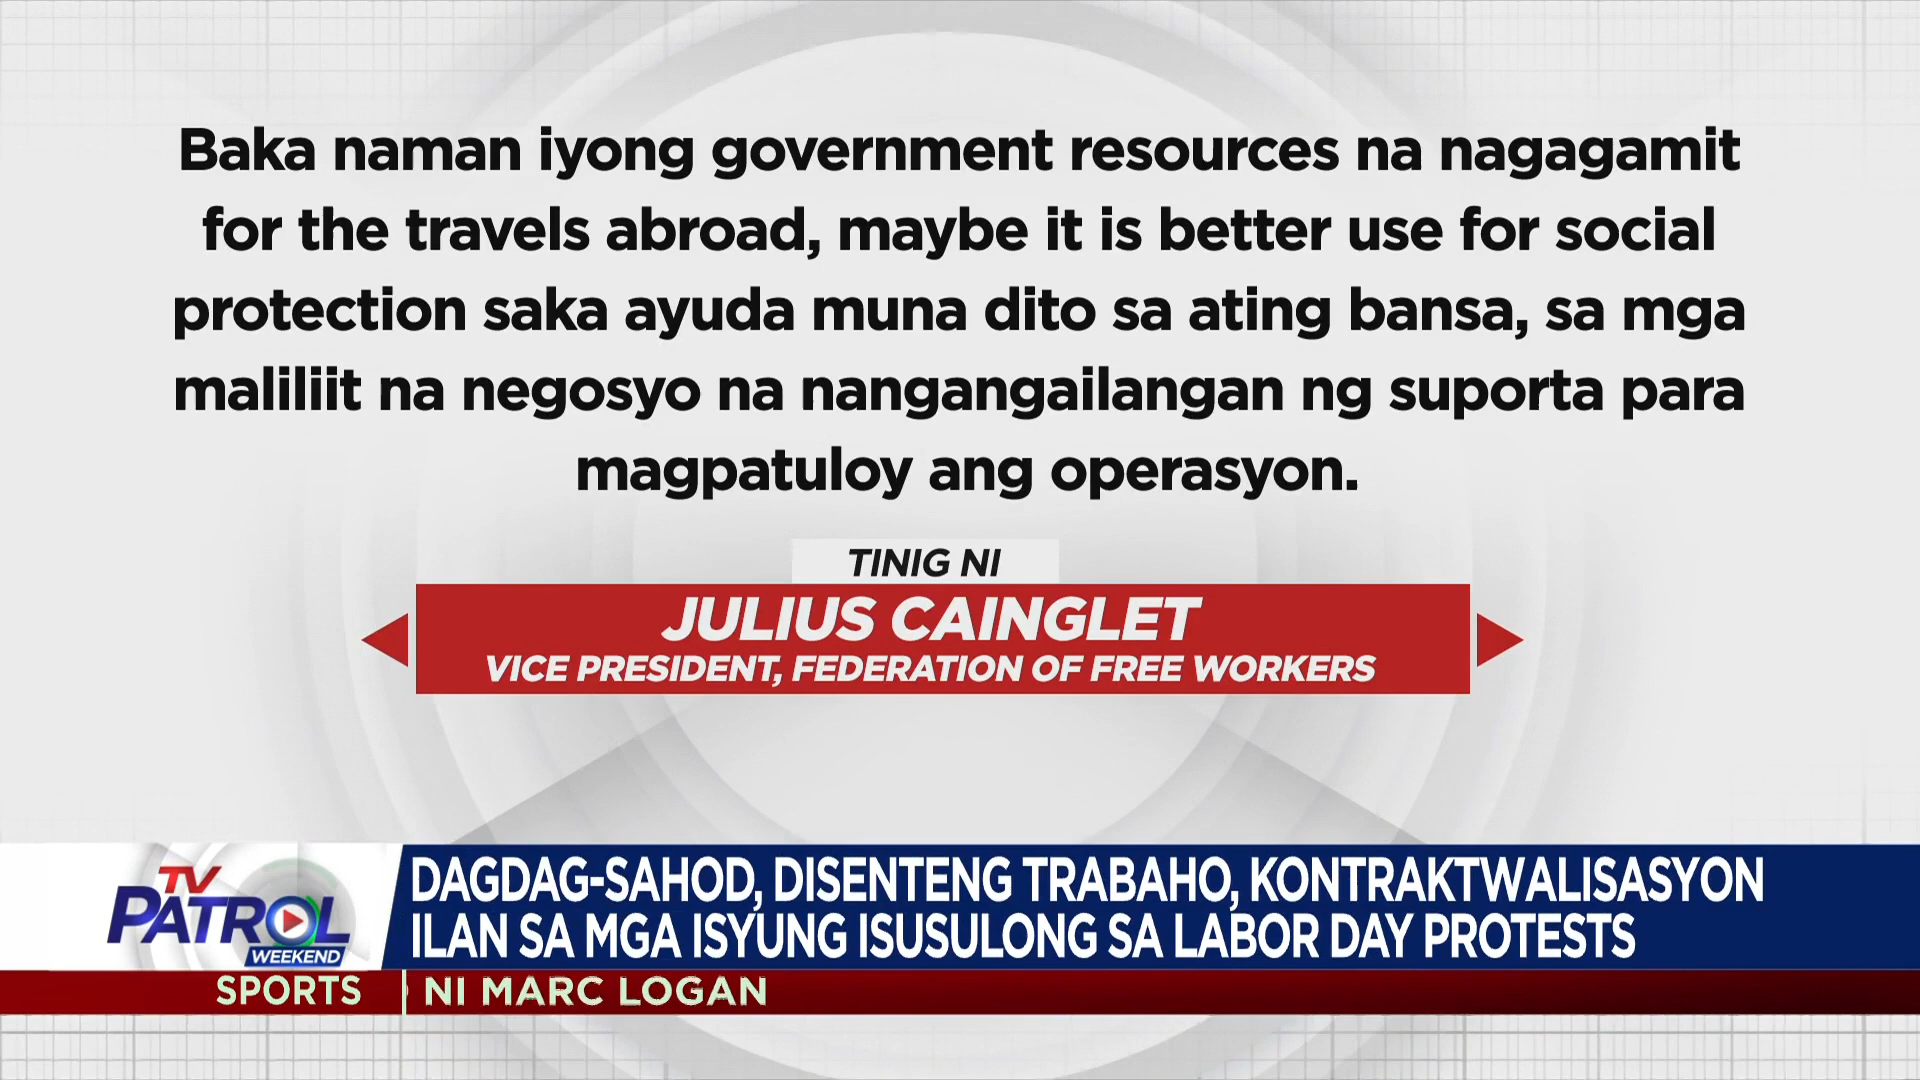 Baka naman iyong government resources na nagagamit
for the travels abroad, maybe it is better use for social
protection saka ayuda muna dito sa ating bansa, sa mga
maliliit na negosyo na nangangailangan ng suporta para
magpatuloy ang operasyon.
TINIG NI
JULIUS CAINGLET
VICE PRESIDENT, FEDERATION OF FREE WORKERS
TV
PATROL
WEEKEND
DAGDAG-SAHOD, DISENTENG TRABAHO, KONTRAKTWALISASYON
ILAN SA MGA ISYUNG ISUSULONG SA LABOR DAY PROTESTS
SPORTS
NI MARC LOGAN